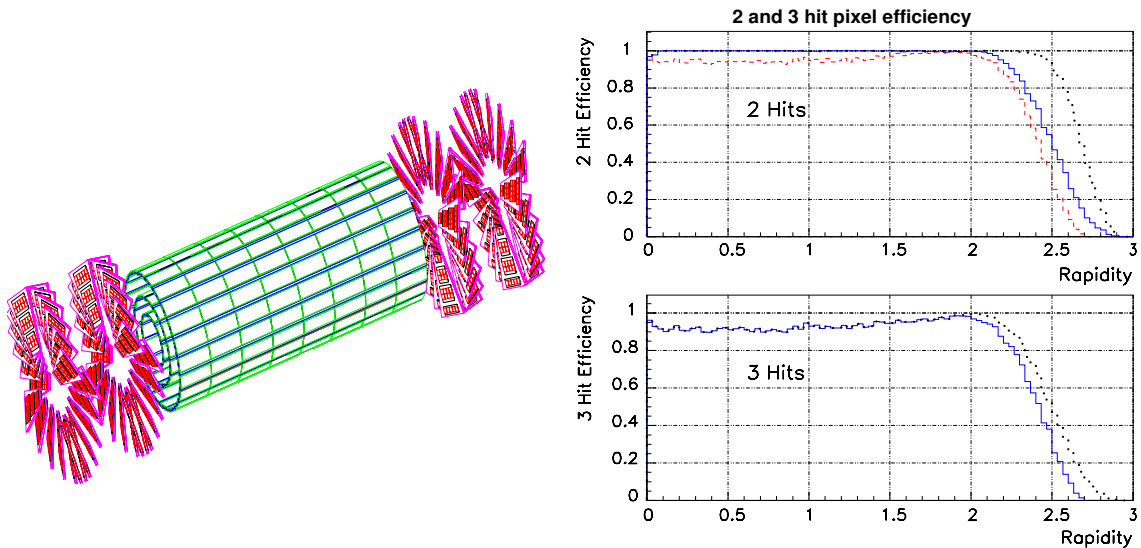 2 and 3 hit pixel efficiency
2 Hit Efficiency
1
0.8
0.6
0.4
0.2
0
2 Hits
0 0.5 1 1.5 2 2.5 3
Rapidity
3 Hit Efficiency
1
0.8
0.6
0.4
0.2
0
3 Hits
0 0.5 1 1.5 2 2.5 3
Rapidity